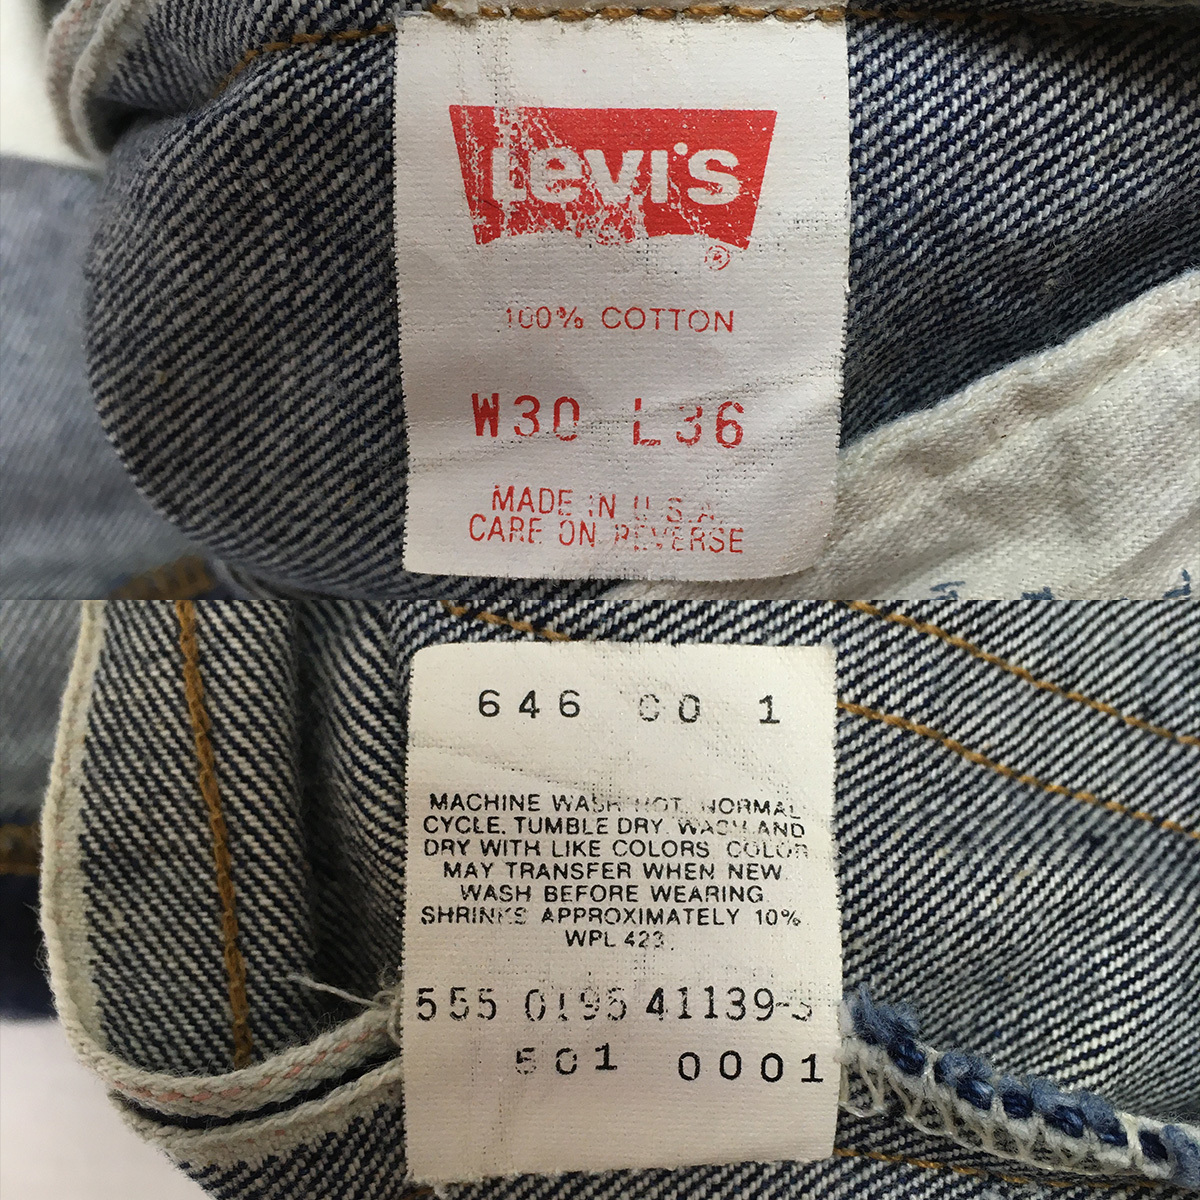 Levi's
®
100% COTTON
W30 L36
MADE IN U.S.A.
CARE ON REVERSE
646 00 1
MACHINE WASH HOT, NORMAL
CYCLE. TUMBLE DRY. WASH AND
DRY WITH LIKE COLORS. COLOR
MAY TRANSFER WHEN NEW.
WASH BEFORE WEARING.
SHRINKS APPROXIMATELY 10%.
WPL 423.
555 0195 41139-
501 0001